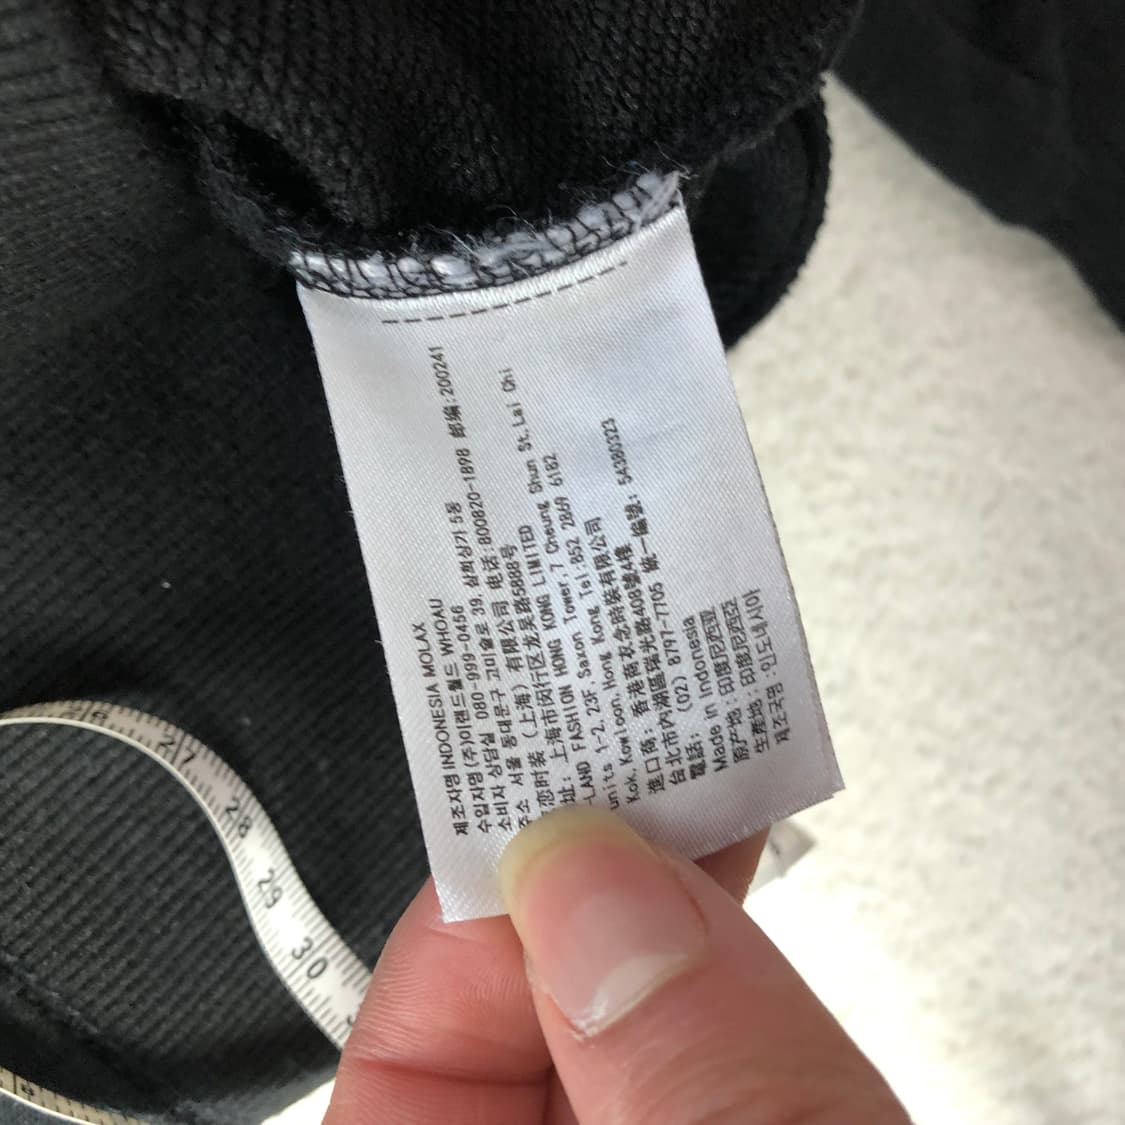 제조자명 INDONESIA MOLAX
수입자명 (주)이랜드월드 WHOAU
소비자 상담실 080-999-0456
주소 서울 동대문구 고미술로 39, 삼희상가 5동
恋时装 (上海) 有限公司 电话:800820-1898 邮编:200241
址: 上海市闵行区龙吴路5888号
-LAND FASHION HONG KONG LIMITED
units 1-2, 23F, Saxon Tower, 7 Cheung Shun St, Lai Chi
Kok, Kowloon, Hong Kong Tel:852 2869 6182
進口商: 香港商衣念時裝有限公司
台北市內湖區瑞光路408號4樓
電話: (02) 8797-7705 統一編號: 54380323
Made in Indonesia
原产地:印度尼西亚
生產地:印度尼西亞
제조국명:인도네시아
28
29
30